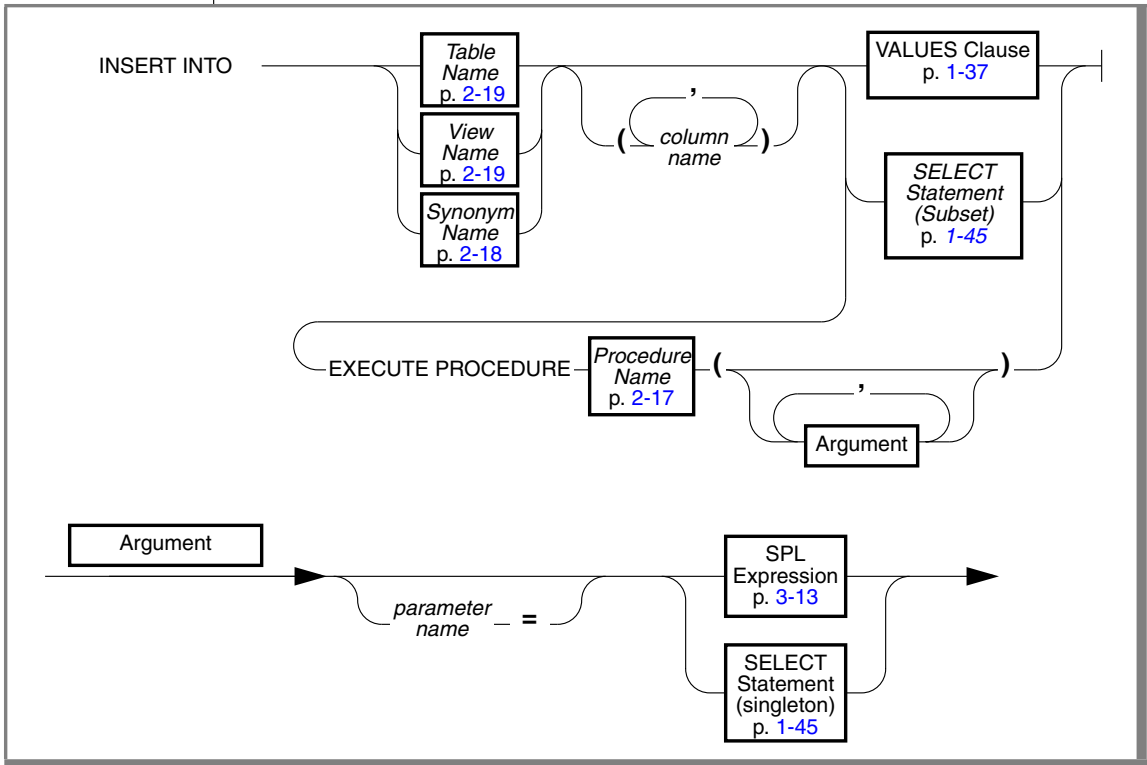 INSERT INTO
Table
Name
p. 2-19
View
Name
p. 2-19
Synonym
Name
p. 2-18
,
( column
name )
VALUES Clause
p. 1-37
SELECT
Statement
(Subset)
p. 1-45
EXECUTE PROCEDURE
Procedure
Name
p. 2-17
(
,
Argument
)
Argument
parameter
name =
SPL
Expression
p. 3-13
SELECT
Statement
(singleton)
p. 1-45